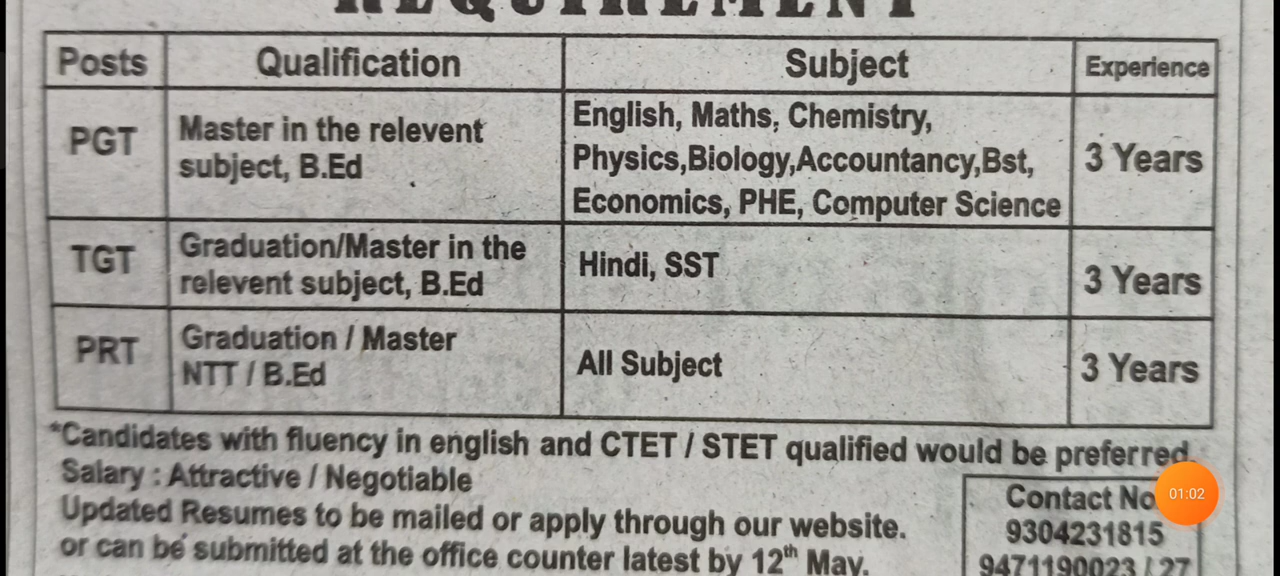 REQUIREMENT
Posts Qualification Subject Experience
PGT
Master in the relevent
subject, B.Ed
English, Maths, Chemistry,
Physics,Biology,Accountancy,Bst,
Economics, PHE, Computer Science
3 Years
TGT
Graduation/Master in the
relevent subject, B.Ed
Hindi, SST
3 Years
PRT
Graduation / Master
NTT / B.Ed
All Subject
3 Years
*Candidates with fluency in english and CTET / STET qualified would be preferred.
Salary : Attractive / Negotiable
Updated Resumes to be mailed or apply through our website.
or can be submitted at the office counter latest by 12th May.
Contact No
9304231815
9471190023 / 27
01:02